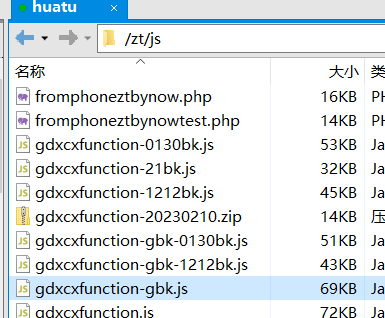 huatu ×
/zt/js
名称 大小 类
fromphoneztbynow.php 16KB PH
fromphoneztbynowtest.php 14KB PH
gdxcxfunction-0130bk.js 53KB Ja
gdxcxfunction-21bk.js 32KB Ja
gdxcxfunction-1212bk.js 45KB Ja
gdxcxfunction-20230210.zip 14KB 压
gdxcxfunction-gbk-0130bk.js 51KB Ja
gdxcxfunction-gbk-1212bk.js 43KB Ja
gdxcxfunction-gbk.js 69KB Ja
gdxcxfunction.js 72KB Ja